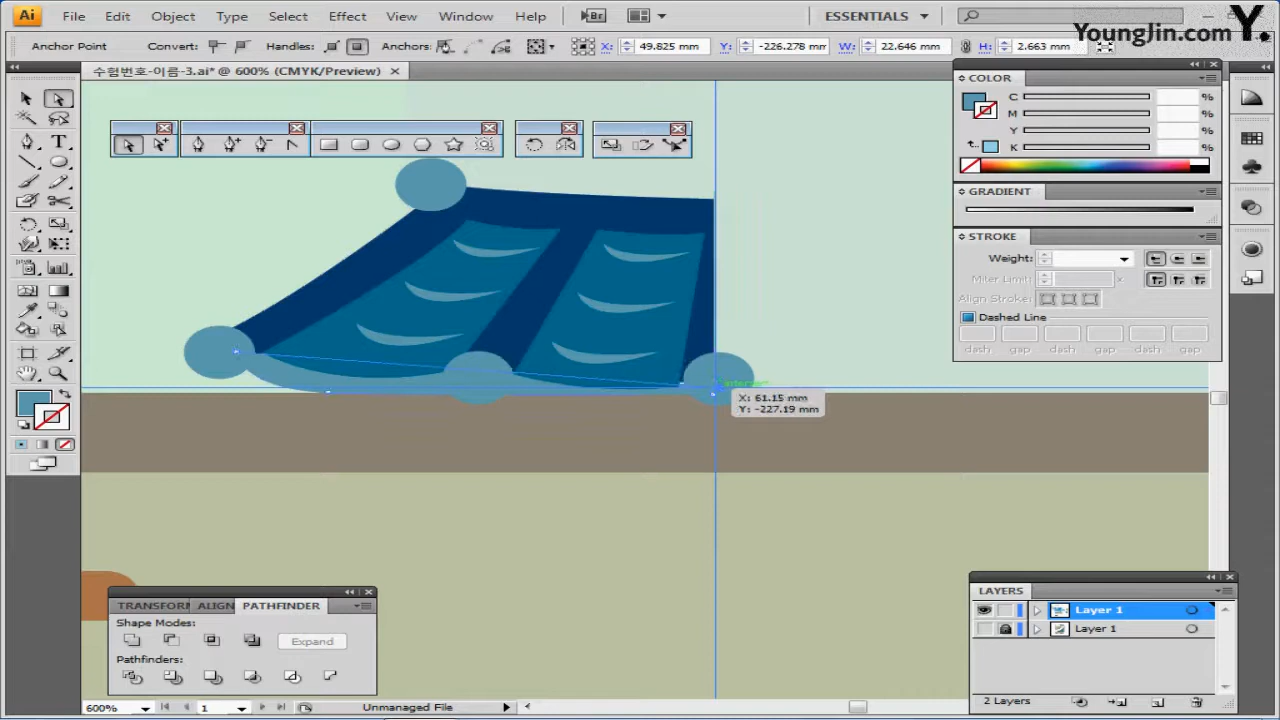 Ai File Edit Object Type Select Effect View Window Help Br ESSENTIALS
YoungJin.com Y.
Anchor Point Convert: Handles: Anchors: X: 49.825 mm Y: -226.278 mm W: 22.646 mm H: 2.663 mm
수험번호-이름-3.ai* @ 600% (CMYK/Preview)
COLOR
C %
M %
Y %
K %
GRADIENT
STROKE
Weight:
Miter Limit:
Align Stroke:
Dashed Line
dash gap dash gap dash gap
X: 61.15 mm
Y: -227.19 mm
TRANSFORM ALIGN PATHFINDER
Shape Modes:
Expand
Pathfinders:
LAYERS
Layer 1
Layer 1
2 Layers
600% 1 Unmanaged File